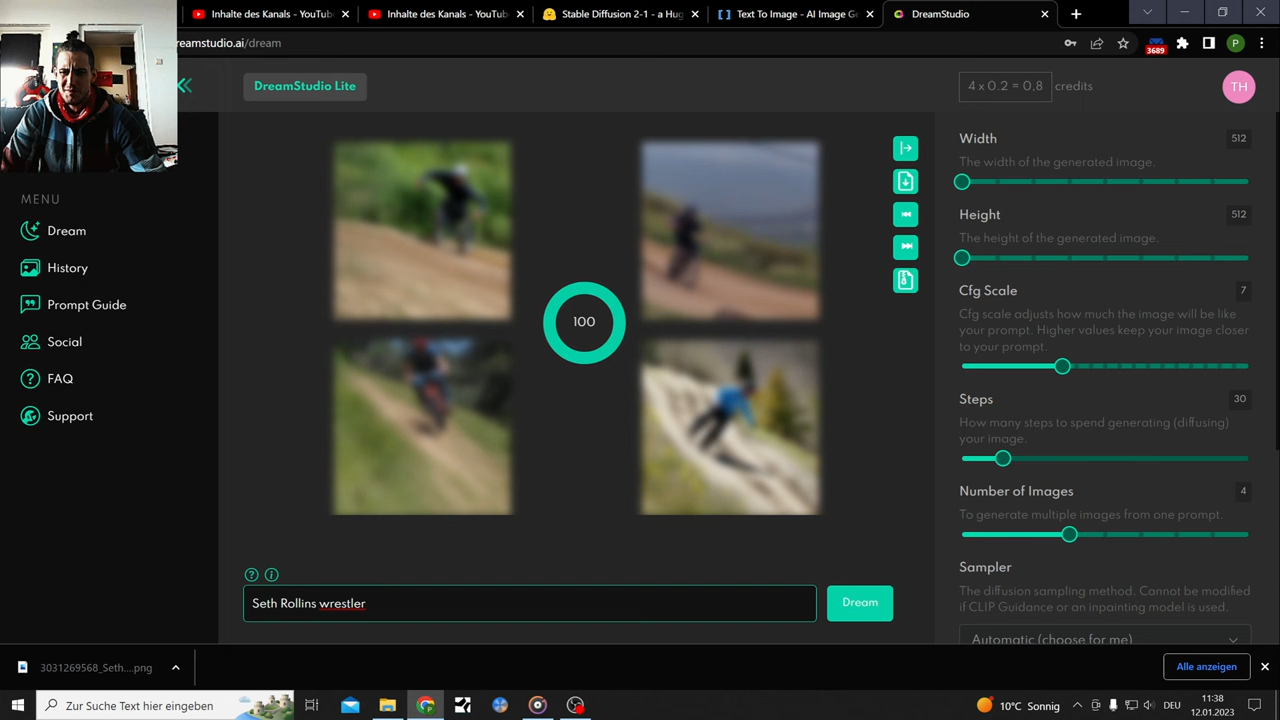 Inhalte des Kanals - YouTube
Inhalte des Kanals - YouTube
Stable Diffusion 2-1 - a Hug
Text To Image - AI Image Ge
DreamStudio
reamstudio.ai/dream
3689
P
DreamStudio Lite
4 x 0.2 = 0,8 credits
TH
MENU
Dream
History
Prompt Guide
Social
FAQ
Support
100
Seth Rollins wrestler
Dream
Width 512
The width of the generated image.
Height 512
The height of the generated image.
Cfg Scale 7
Cfg scale adjusts how much the image will be like
your prompt. Higher values keep your image closer
to your prompt.
Steps 30
How many steps to spend generating (diffusing)
your image.
Number of Images 4
To generate multiple images from one prompt.
Sampler
The diffusion sampling method. Cannot be modified
if CLIP Guidance or an inpainting model is used.
Automatic (choose for me)
3031269568_Seth....png
Alle anzeigen
Zur Suche Text hier eingeben
10°C Sonnig
DEU
11:38
12.01.2023